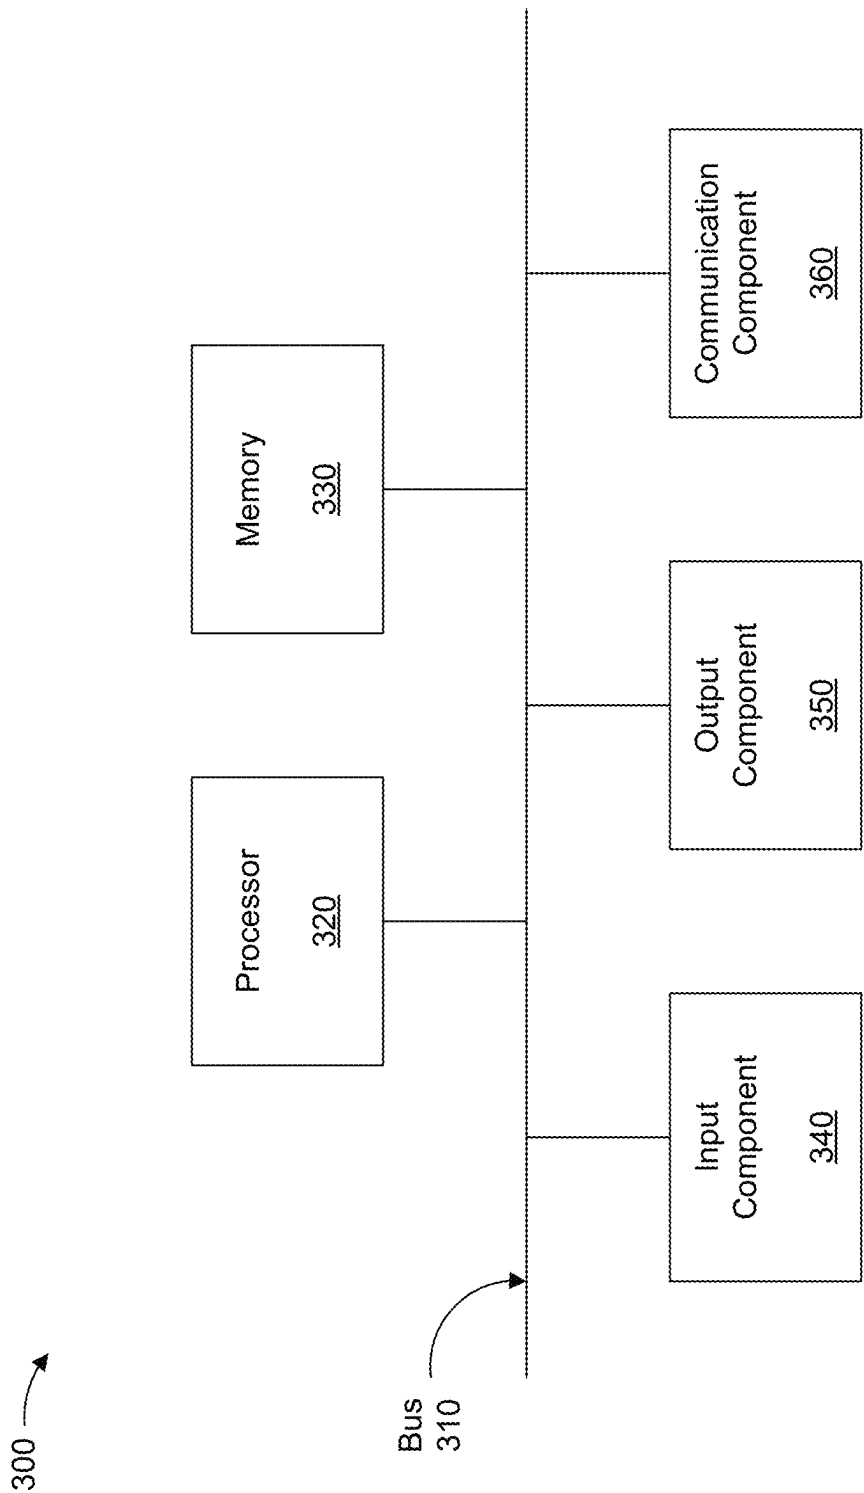 300
Bus
310
Processor
320
Memory
330
Input
Component
340
Output
Component
350
Communication
Component
360